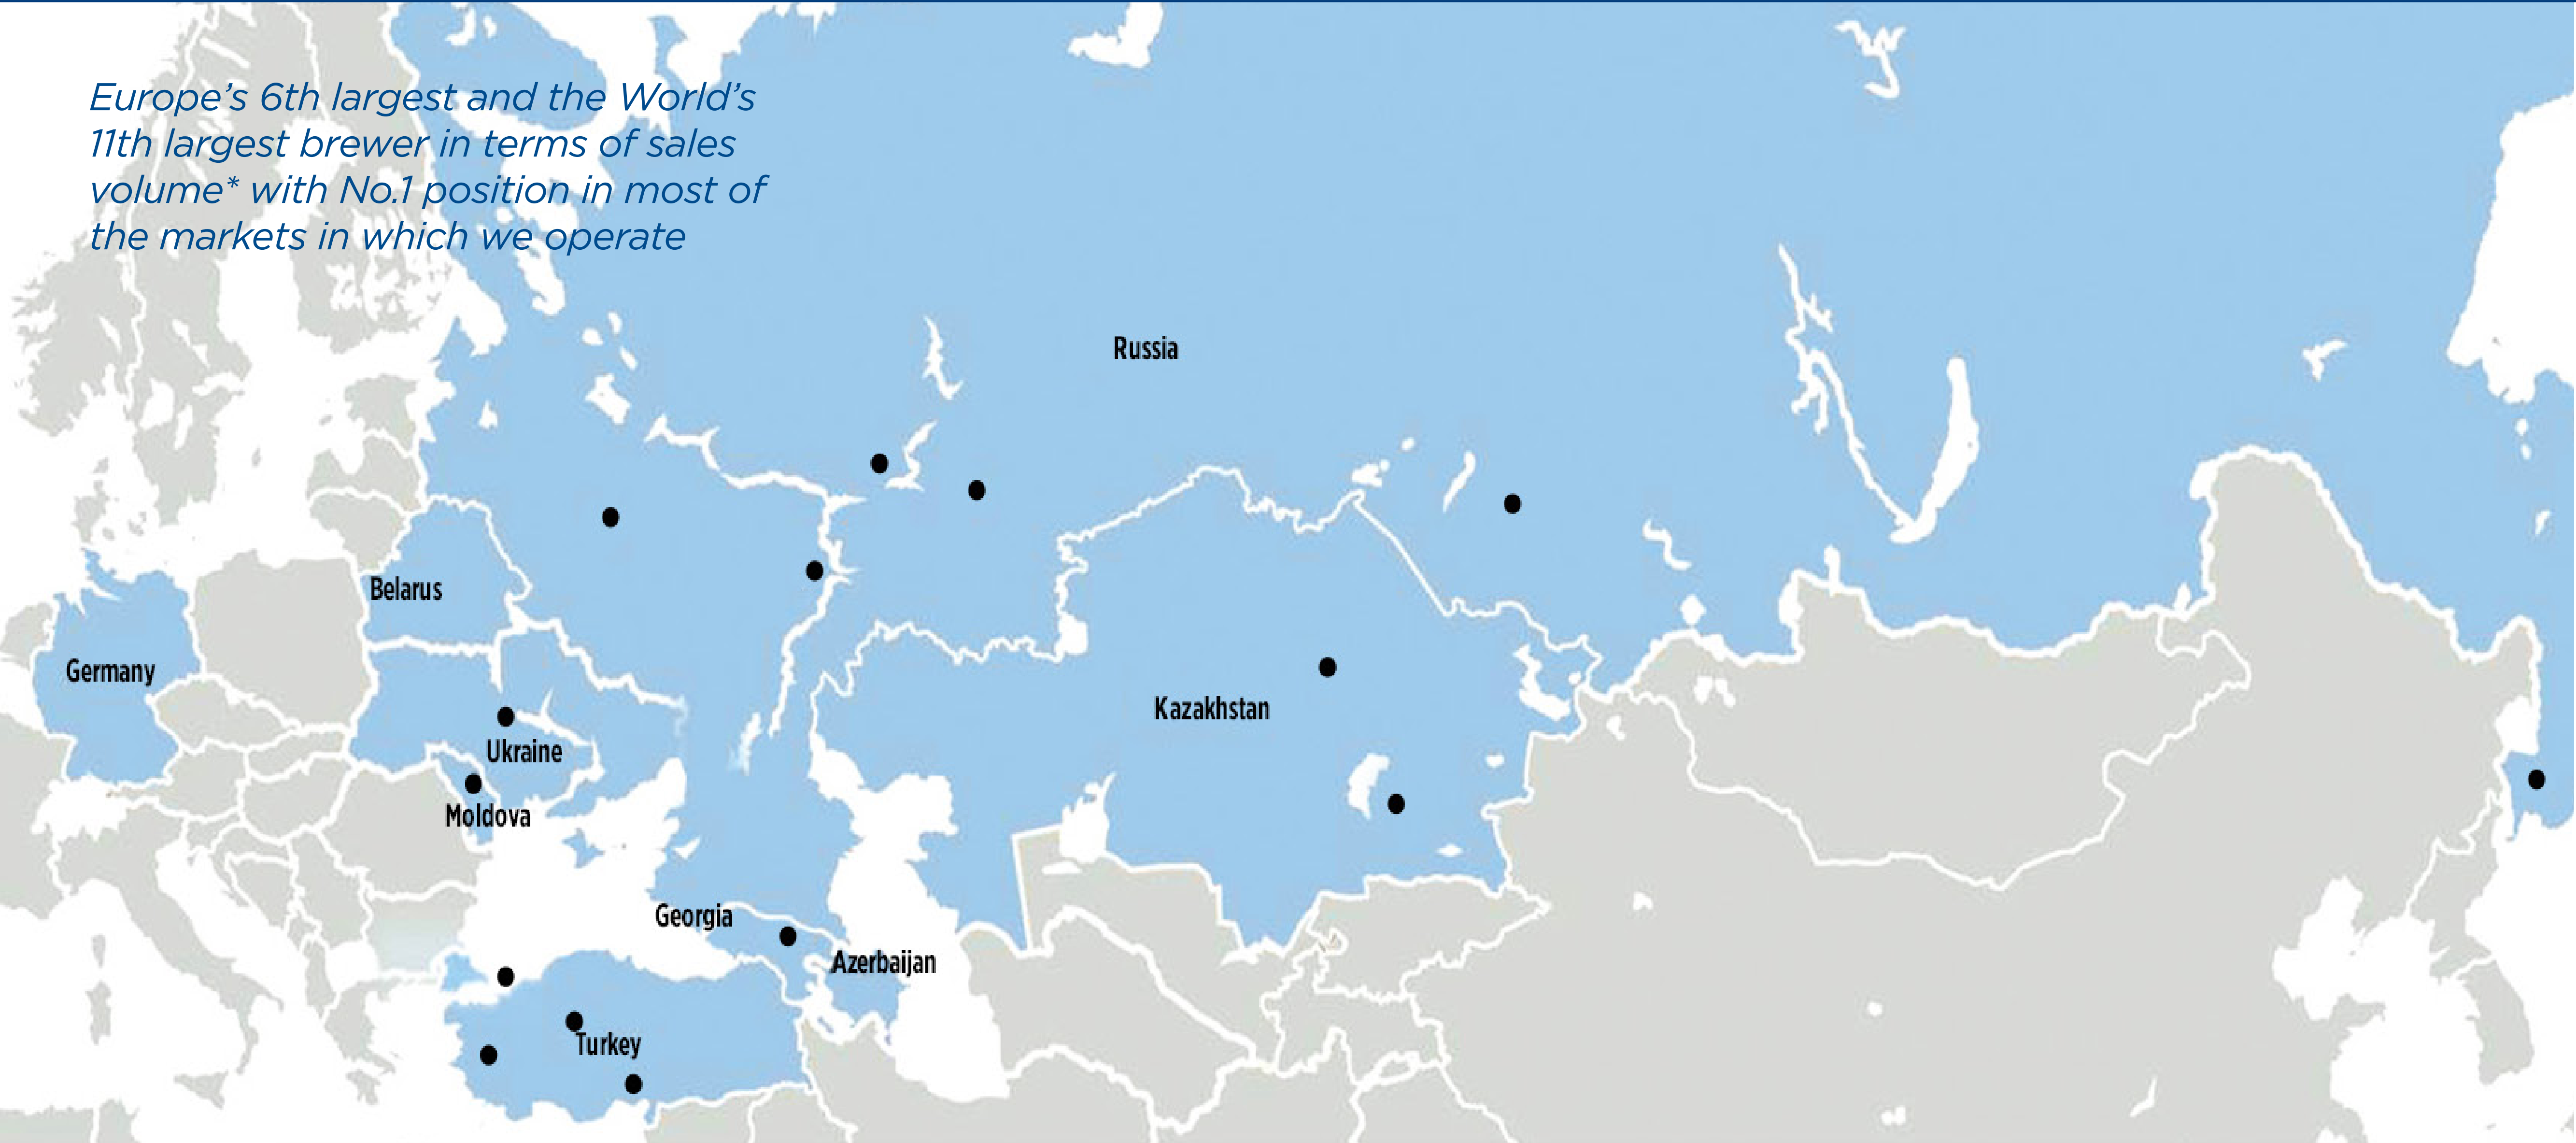 Europe’s 6th largest and the World’s
11th largest brewer in terms of sales
volume* with No.1 position in most of
the markets in which we operate
Russia
Belarus
Germany
Kazakhstan
Ukraine
Moldova
Georgia
Azerbaijan
Turkey